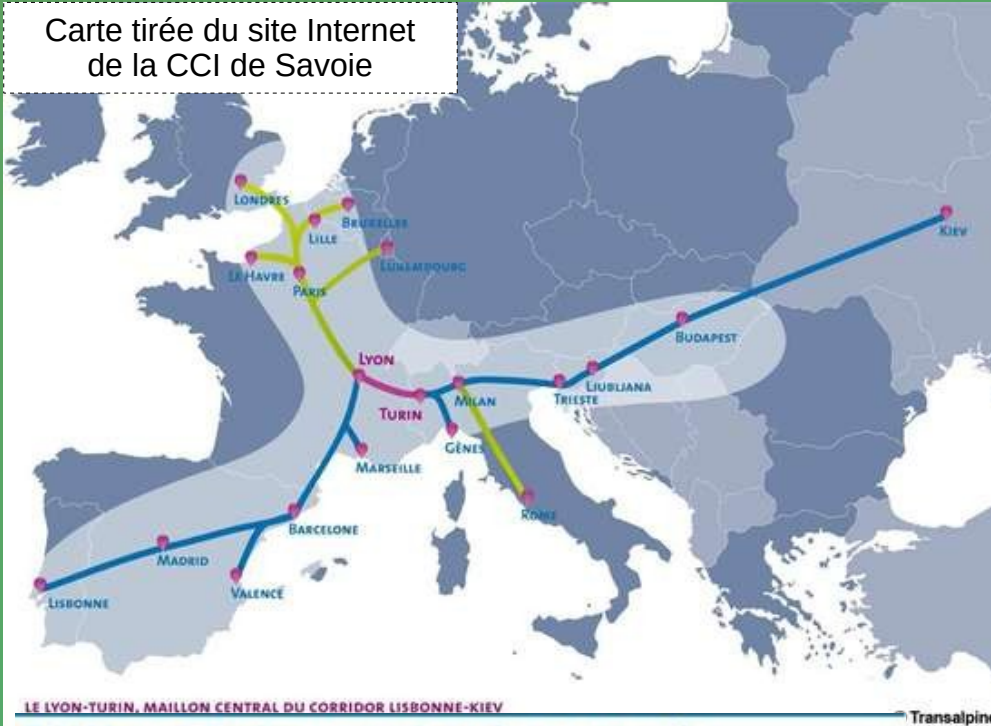 Carte tirée du site Internet
de la CCI de Savoie
LONDRES
BRUXELLES
LILLE
LE HAVRE
LUXEMBOURG
PARIS
KIEV
BUDAPEST
LYON
LIUBLJANA
TRIESTE
MILAN
TURIN
GÊNES
MARSEILLE
ROME
BARCELONE
MADRID
VALENCE
LISBONNE
LE LYON-TURIN, MAILLON CENTRAL DU CORRIDOR LISBONNE-KIEV
© Transalpine